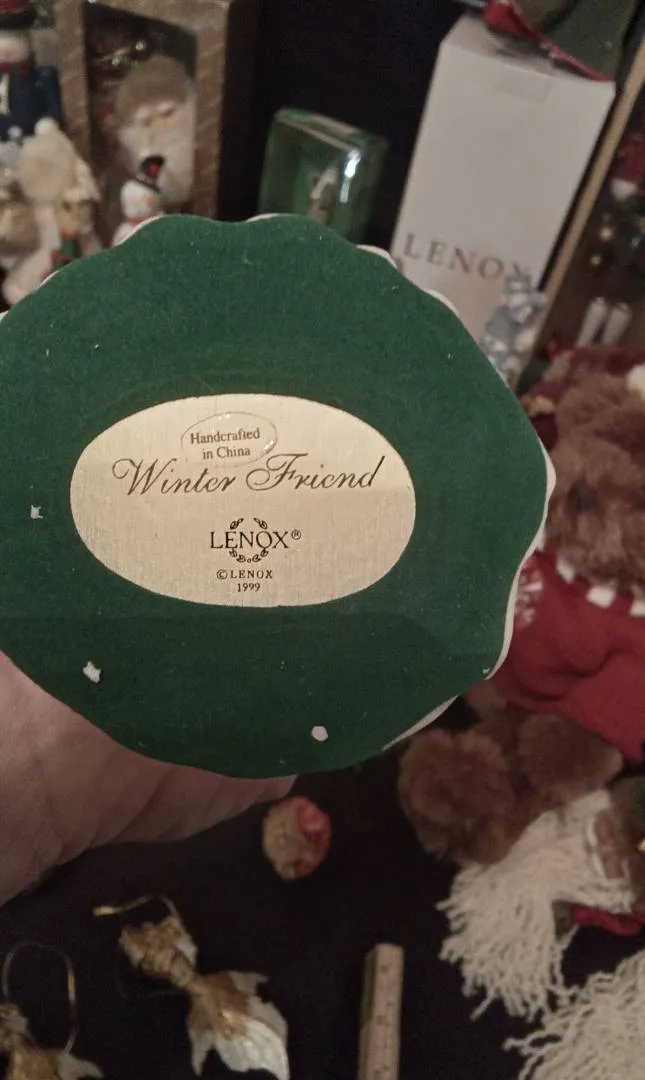 LENOX
Handcrafted
in China
Winter Friend
LENOX®
©LENOX
1999